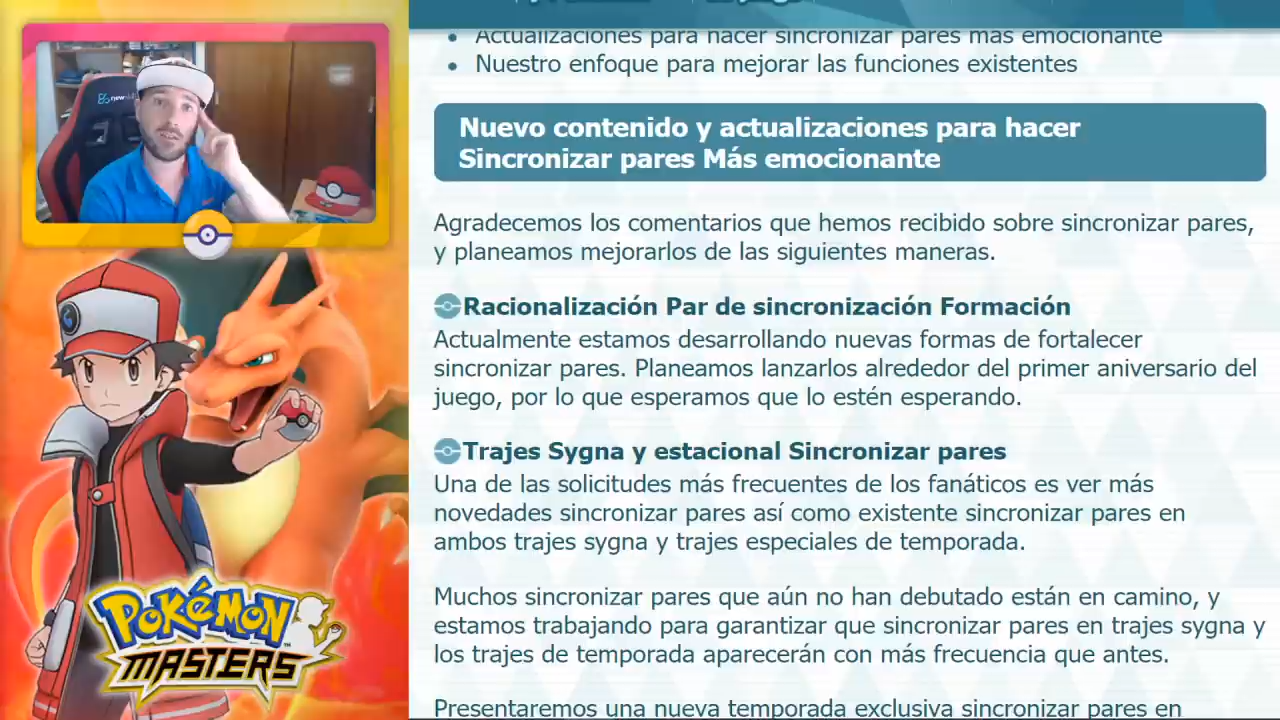 • Actualizaciones para hacer sincronizar pares más emocionante
• Nuestro enfoque para mejorar las funciones existentes
Nuevo contenido y actualizaciones para hacer
Sincronizar pares Más emocionante
Agradecemos los comentarios que hemos recibido sobre sincronizar pares,
y planeamos mejorarlos de las siguientes maneras.
Racionalización Par de sincronización Formación
Actualmente estamos desarrollando nuevas formas de fortalecer
sincronizar pares. Planeamos lanzarlos alrededor del primer aniversario del
juego, por lo que esperamos que lo estén esperando.
Trajes Sygna y estacional Sincronizar pares
Una de las solicitudes más frecuentes de los fanáticos es ver más
novedades sincronizar pares así como existente sincronizar pares en
ambos trajes sygna y trajes especiales de temporada.
Muchos sincronizar pares que aún no han debutado están en camino, y
estamos trabajando para garantizar que sincronizar pares en trajes sygna y
los trajes de temporada aparecerán con más frecuencia que antes.
Presentaremos una nueva temporada exclusiva sincronizar pares en
POKéMON
MASTERS